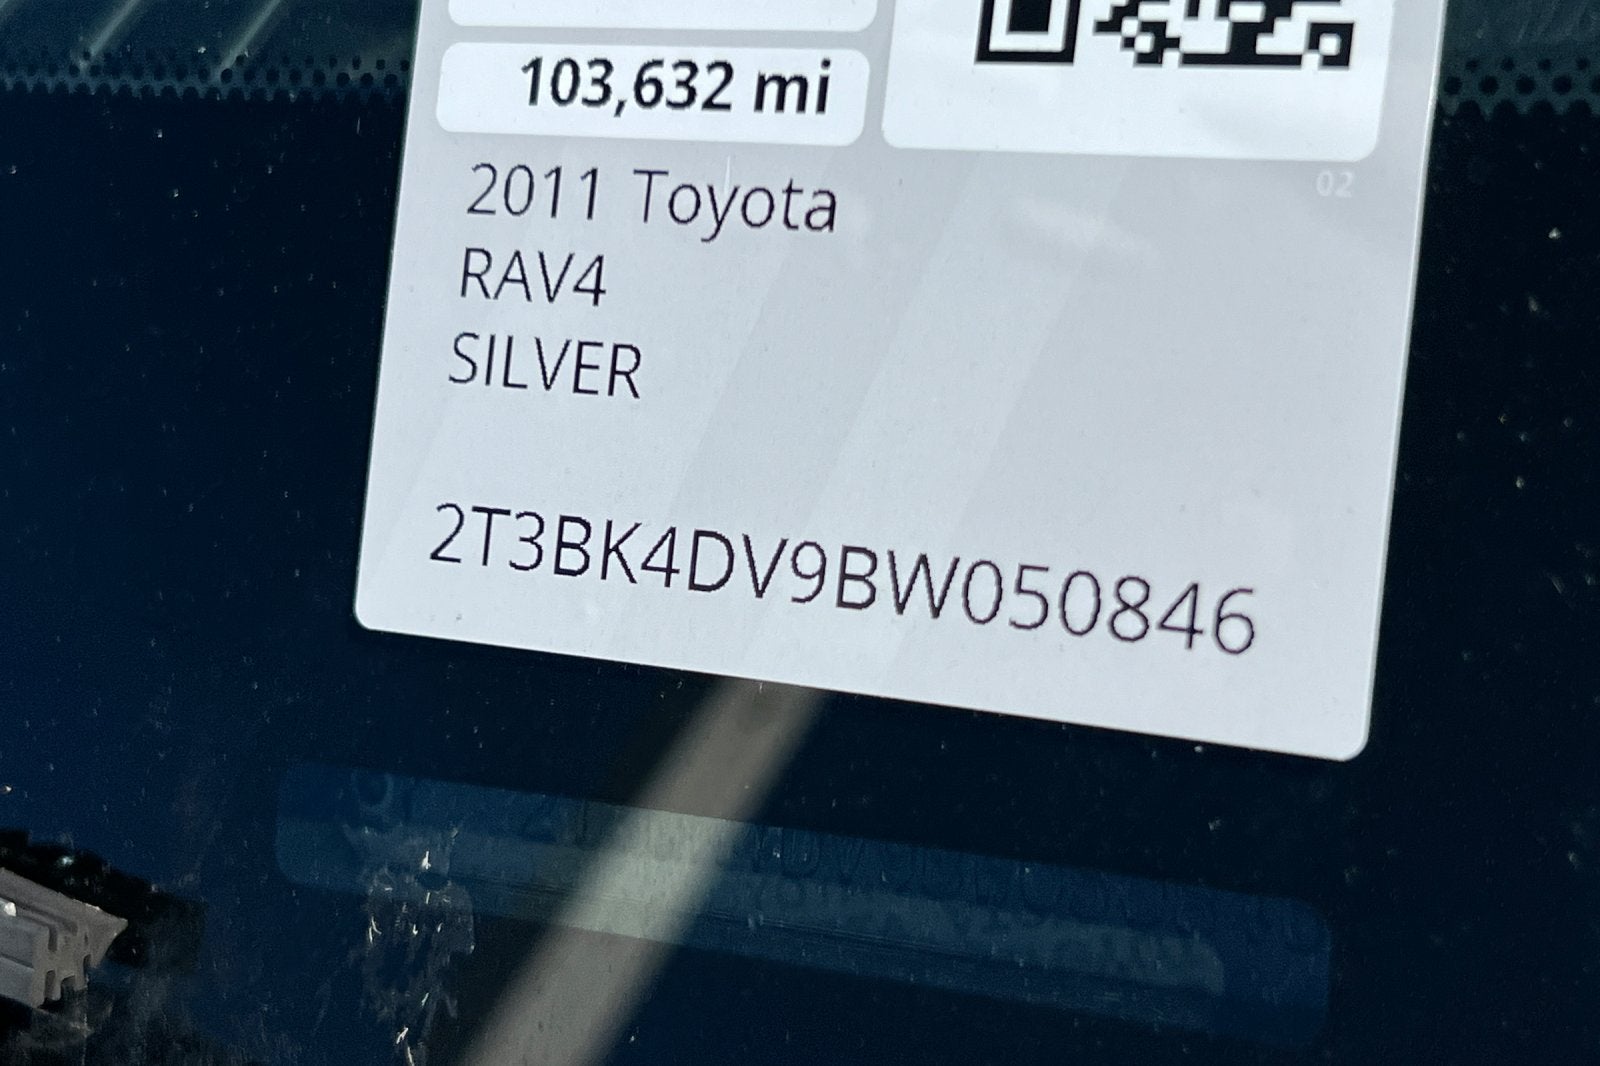 103,632 mi
02
2011 Toyota
RAV4
SILVER
2T3BK4DV9BW050846